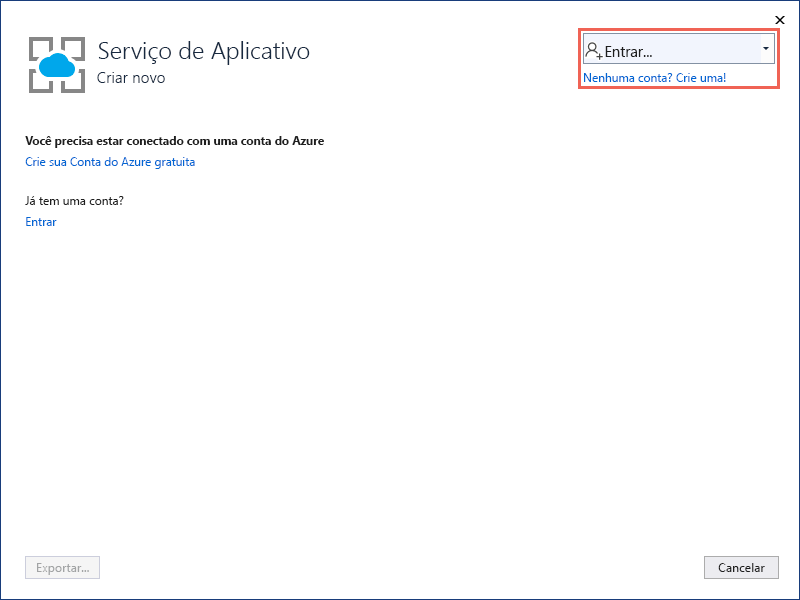 Serviço de Aplicativo
Criar novo
Entrar...
Nenhuma conta? Crie uma!
Você precisa estar conectado com uma conta do Azure
Crie sua Conta do Azure gratuita
Já tem uma conta?
Entrar
Exportar...
Cancelar